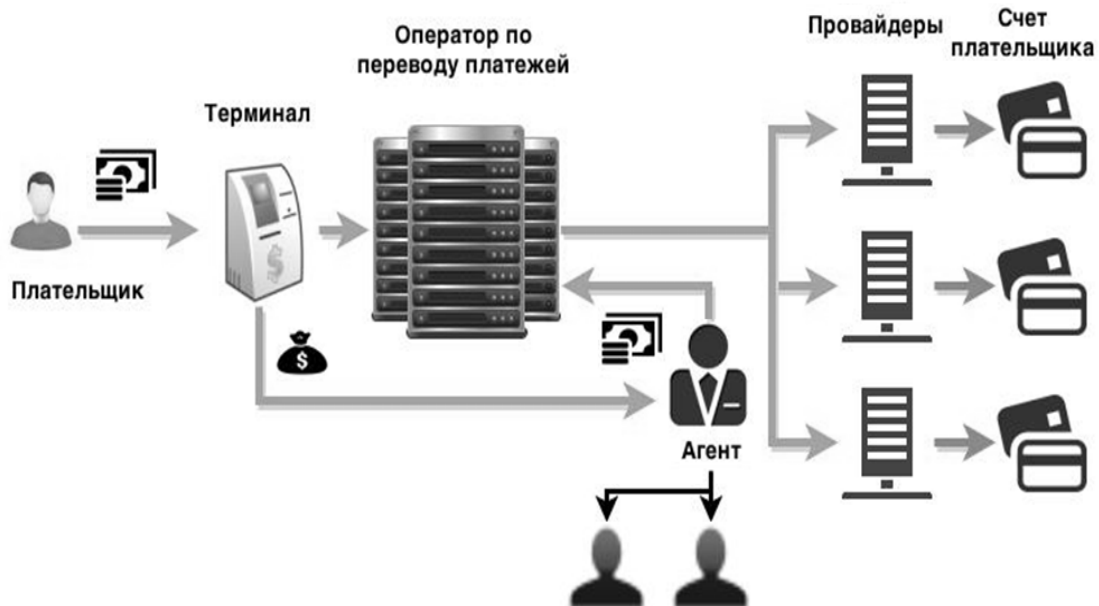 Оператор по
переводу платежей
Провайдеры
Счет
плательщика
Терминал
Плательщик
$
$
Агент